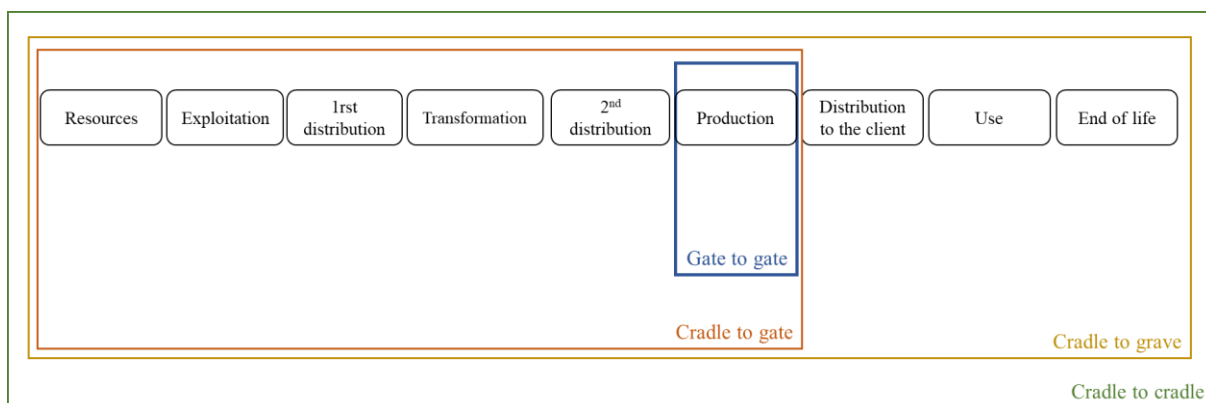 Resources
Exploitation
1rst
distribution
Transformation
2nd
distribution
Production
Distribution
to the client
Use
End of life
Gate to gate
Cradle to gate
Cradle to grave
Cradle to cradle